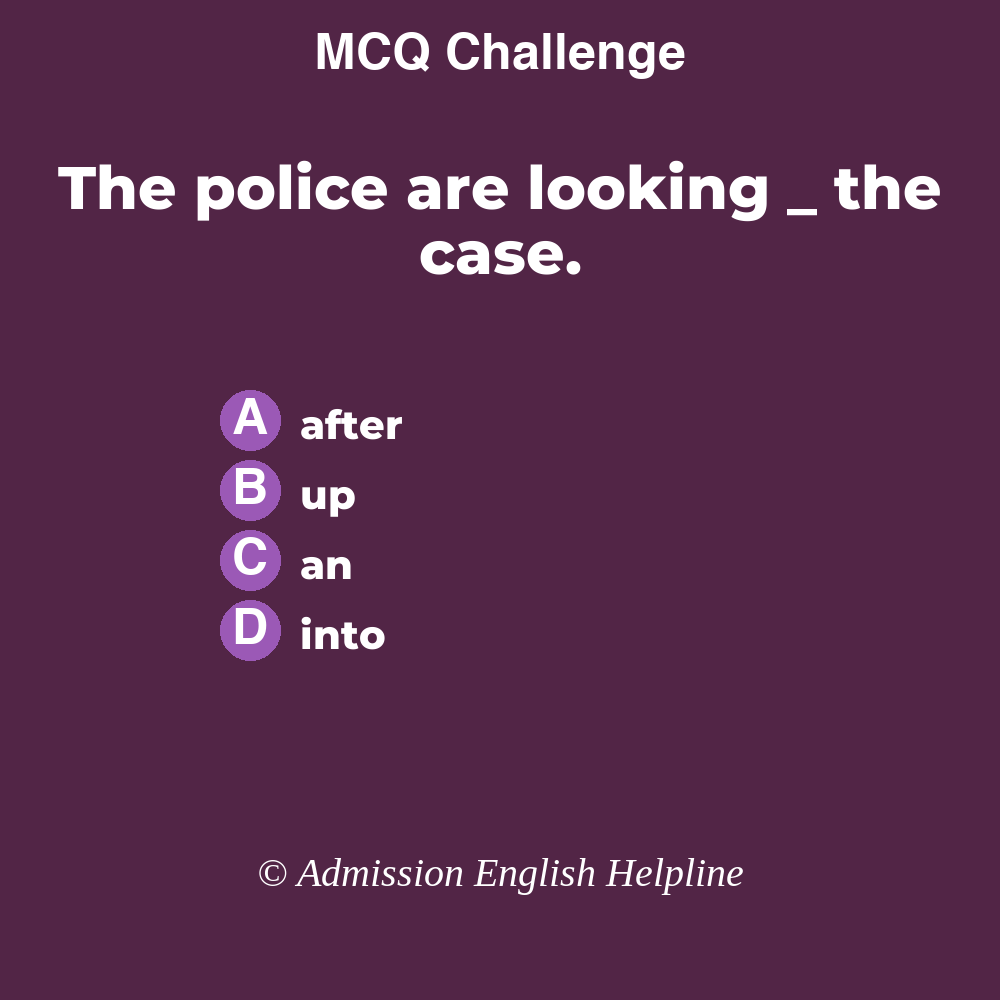 MCQ Challenge
The police are looking _ the
case.
A after
B up
C an
D into
© Admission English Helpline